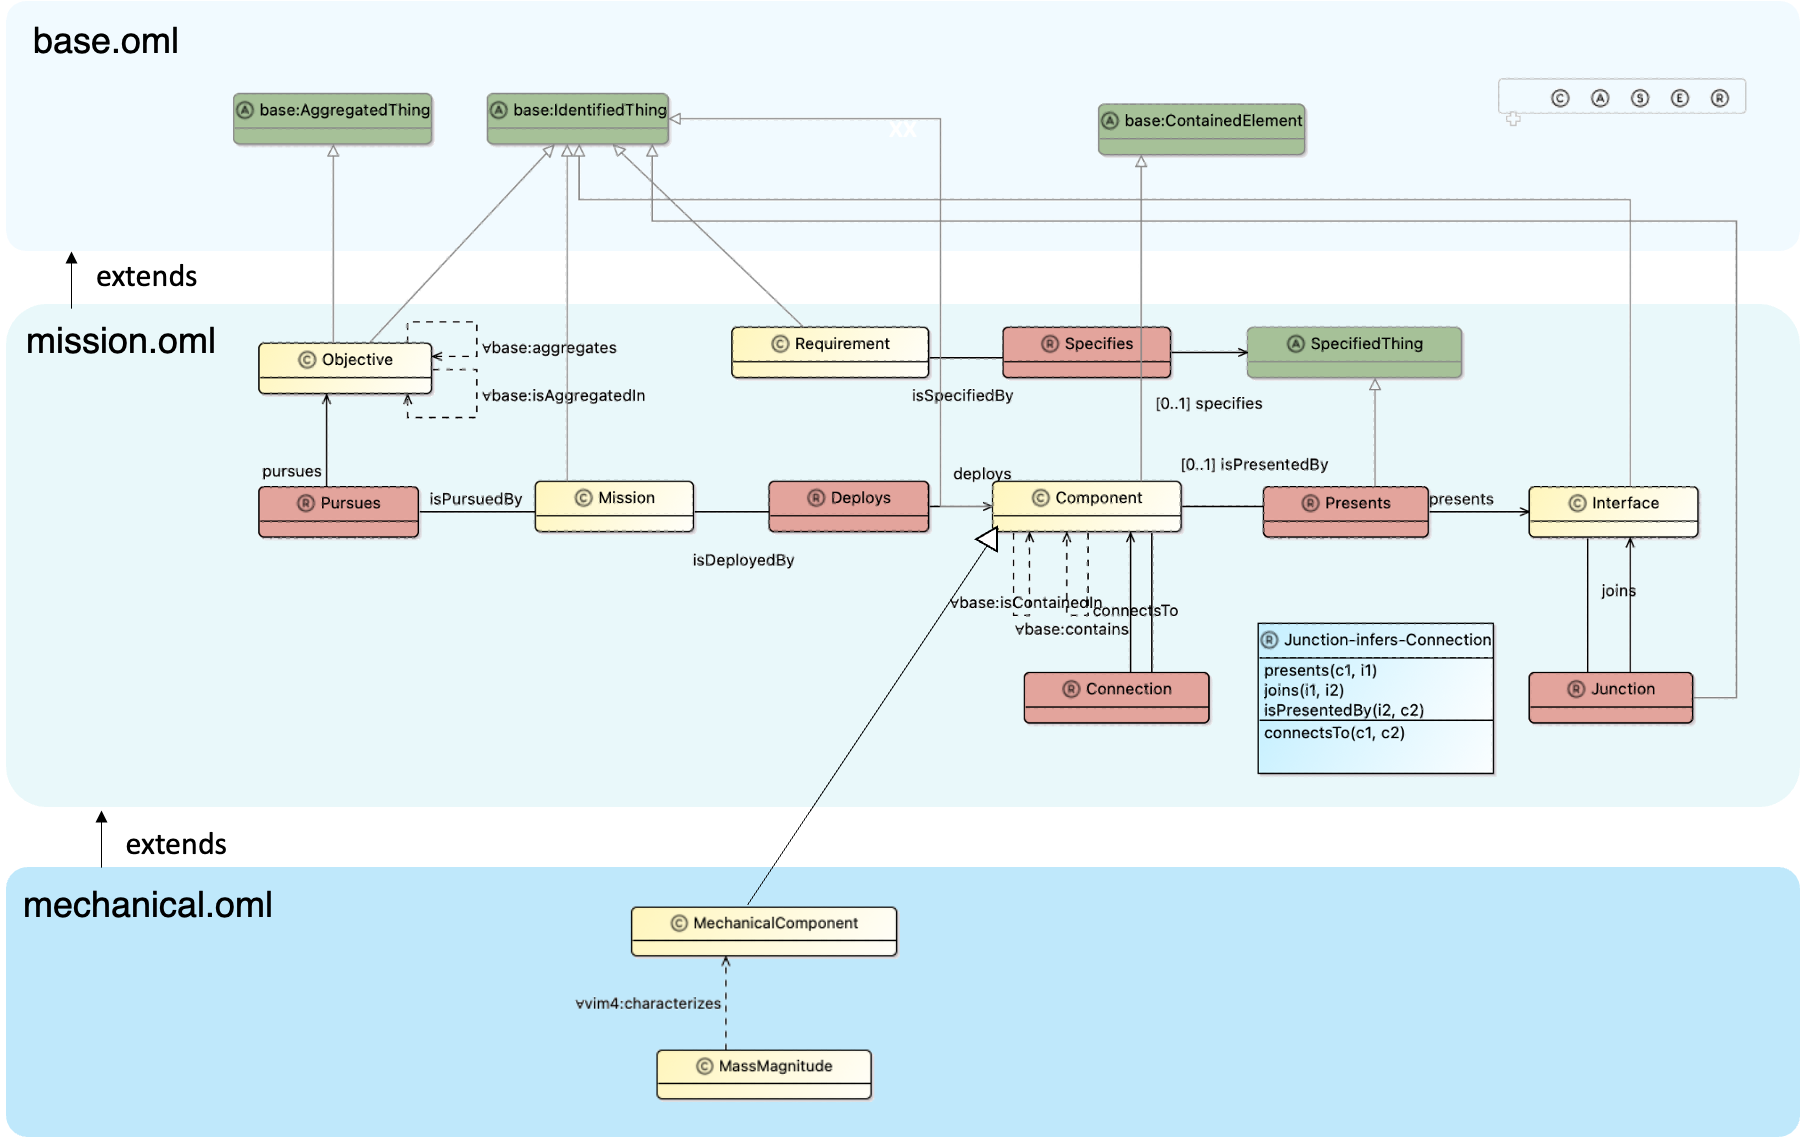 base.oml
A base:AggregatedThing
A base:IdentifiedThing
A base:ContainedElement
C A S E R
XX
extends
mission.oml
C Objective
∀base:aggregates
∀base:isAggregatedIn
C Requirement
R Specifies
A SpecifiedThing
isSpecifiedBy
[0..1] specifies
pursues
R Pursues
isPursuedBy
C Mission
R Deploys
isDeployedBy
deploys
C Component
[0..1] isPresentedBy
R Presents
presents
C Interface
∀base:isContainedIn
connectsTo
∀base:contains
joins
R Connection
R Junction-infers-Connection
presents(c1, i1)
joins(i1, i2)
isPresentedBy(i2, c2)
connectsTo(c1, c2)
R Junction
extends
mechanical.oml
C MechanicalComponent
∀vim4:characterizes
C MassMagnitude